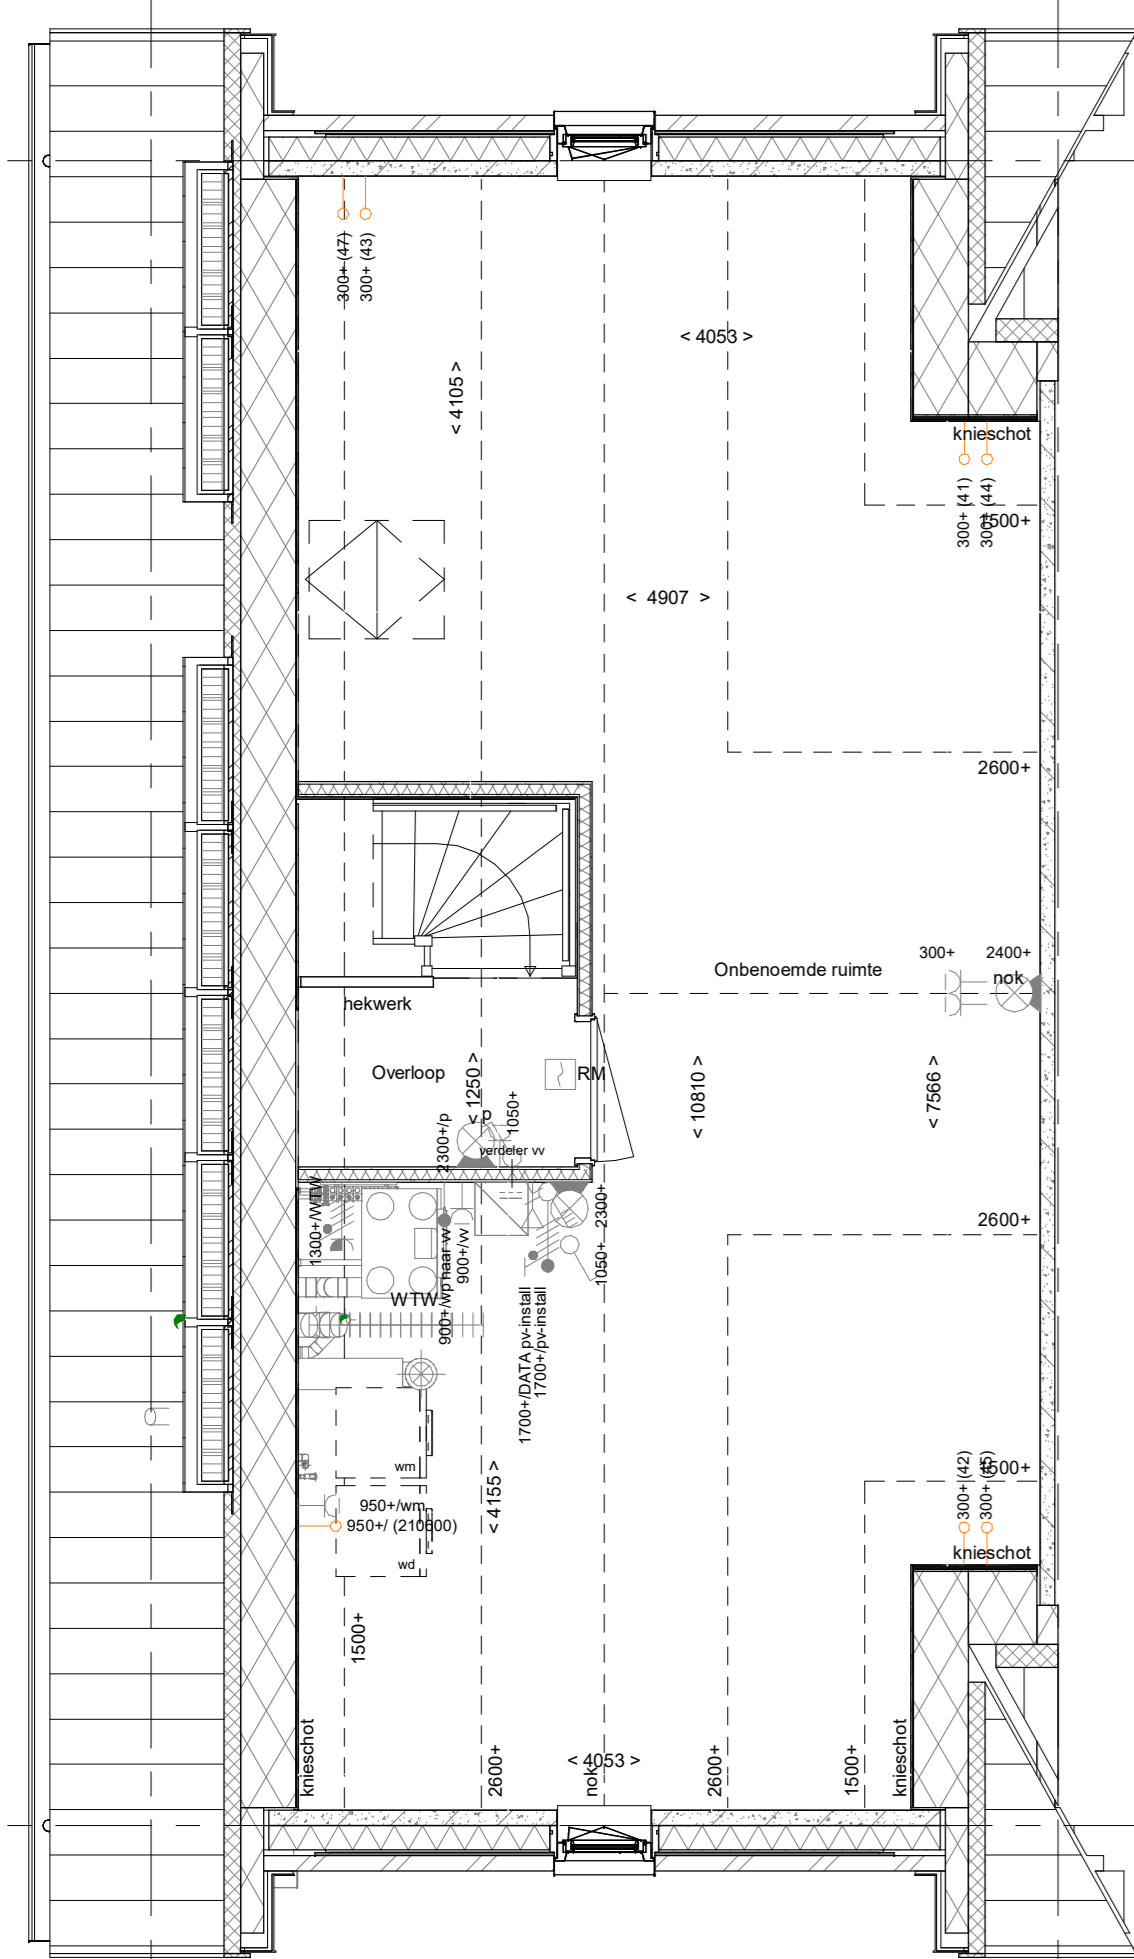 300+ (47)
300+ (43)
< 4053 >
< 4105 >
knieschot
300+ (41)
300+ (44)
1500+
< 4907 >
2600+
Onbenoemde ruimte
300+
2400+
nok
hekwerk
Overloop
< 1250 >
RM
< 10810 >
< 7566 >
2300+/p
p
1050+
verdeler vv
1300+/WTW
WTW
900+/wp naar vv
900+/vv
2300+
1050+
1700+/DATA pv-install
1700+/pv-install
2600+
wm
950+/wm
950+/ (210600)
wd
< 4155 >
1500+
300+ (42)
300+ (45)
1500+
knieschot
knieschot
2600+
< 4053 >
nok
2600+
1500+
knieschot